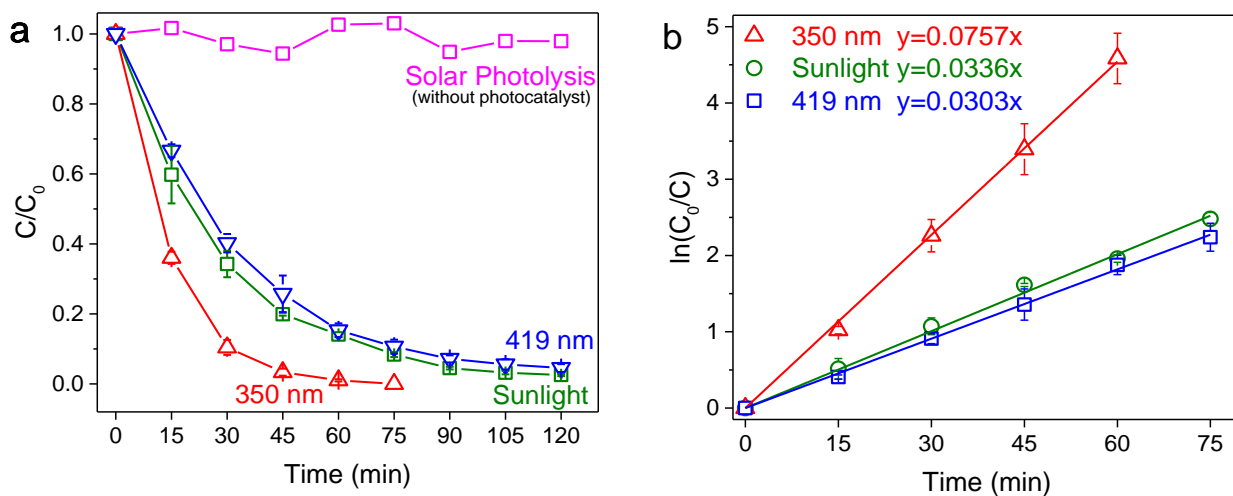 a
1.0
0.8
0.6
0.4
0.2
0.0
C/C0
Solar Photolysis
(without photocatalyst)
419 nm
350 nm
Sunlight
0 15 30 45 60 75 90 105 120
Time (min)
b
5
4
3
2
1
0
ln(C0/C)
350 nm y=0.0757x
Sunlight y=0.0336x
419 nm y=0.0303x
0 15 30 45 60 75
Time (min)